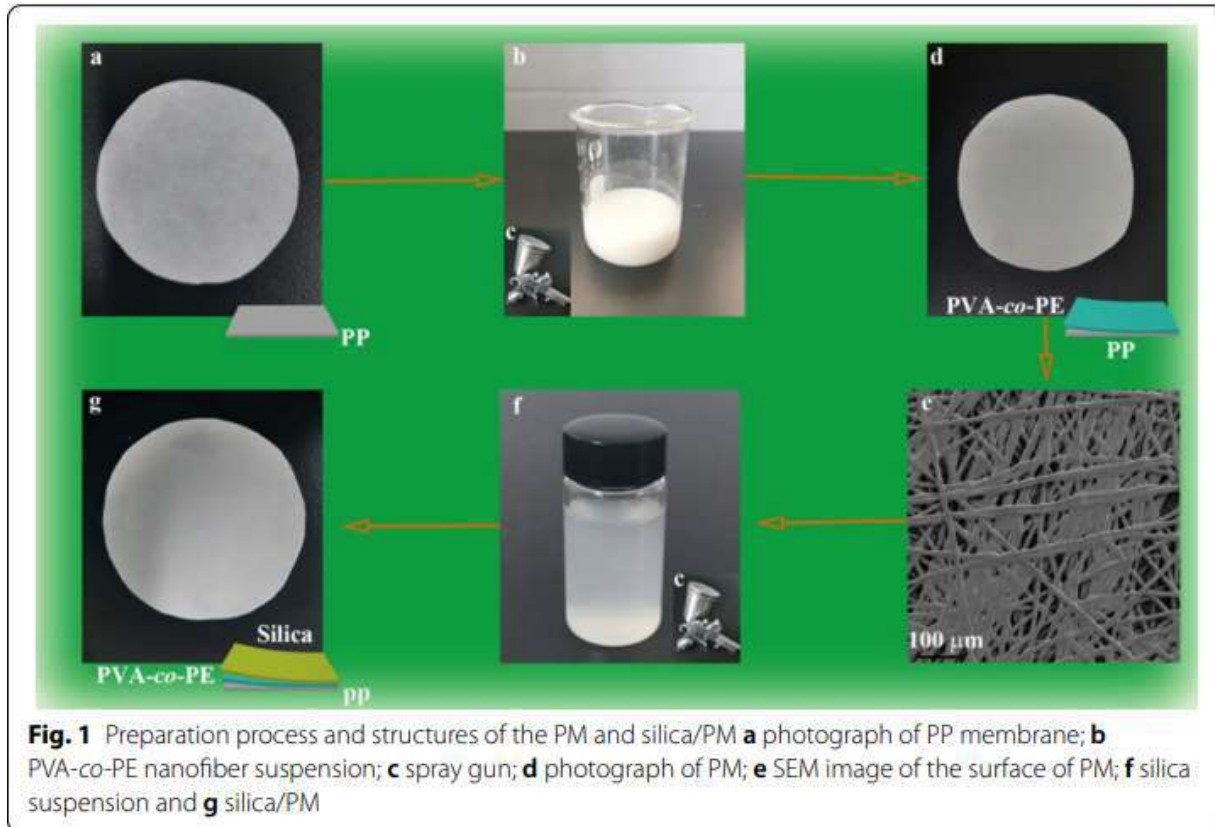 a
PP
b
c
d
PVA-co-PE
PP
g
Silica
PVA-co-PE
pp
f
c
e
100 μm
Fig. 1 Preparation process and structures of the PM and silica/PM a photograph of PP membrane; b
PVA-co-PE nanofiber suspension; c spray gun; d photograph of PM; e SEM image of the surface of PM; f silica
suspension and g silica/PM